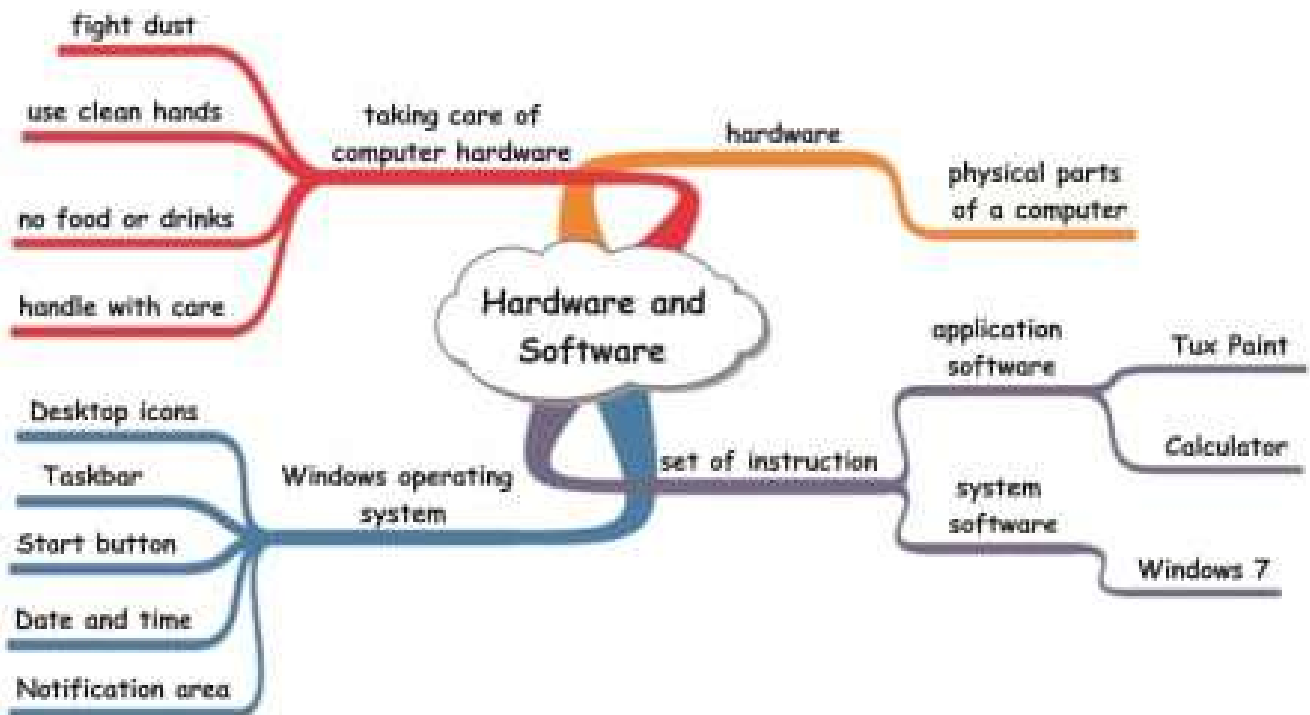 fight dust
use clean hands
no food or drinks
handle with care
taking care of
computer hardware
hardware
physical parts
of a computer
Hardware and
Software
application
software
Tux Paint
Calculator
set of instruction
system
software
Windows 7
Windows operating
system
Desktop icons
Taskbar
Start button
Date and time
Notification area